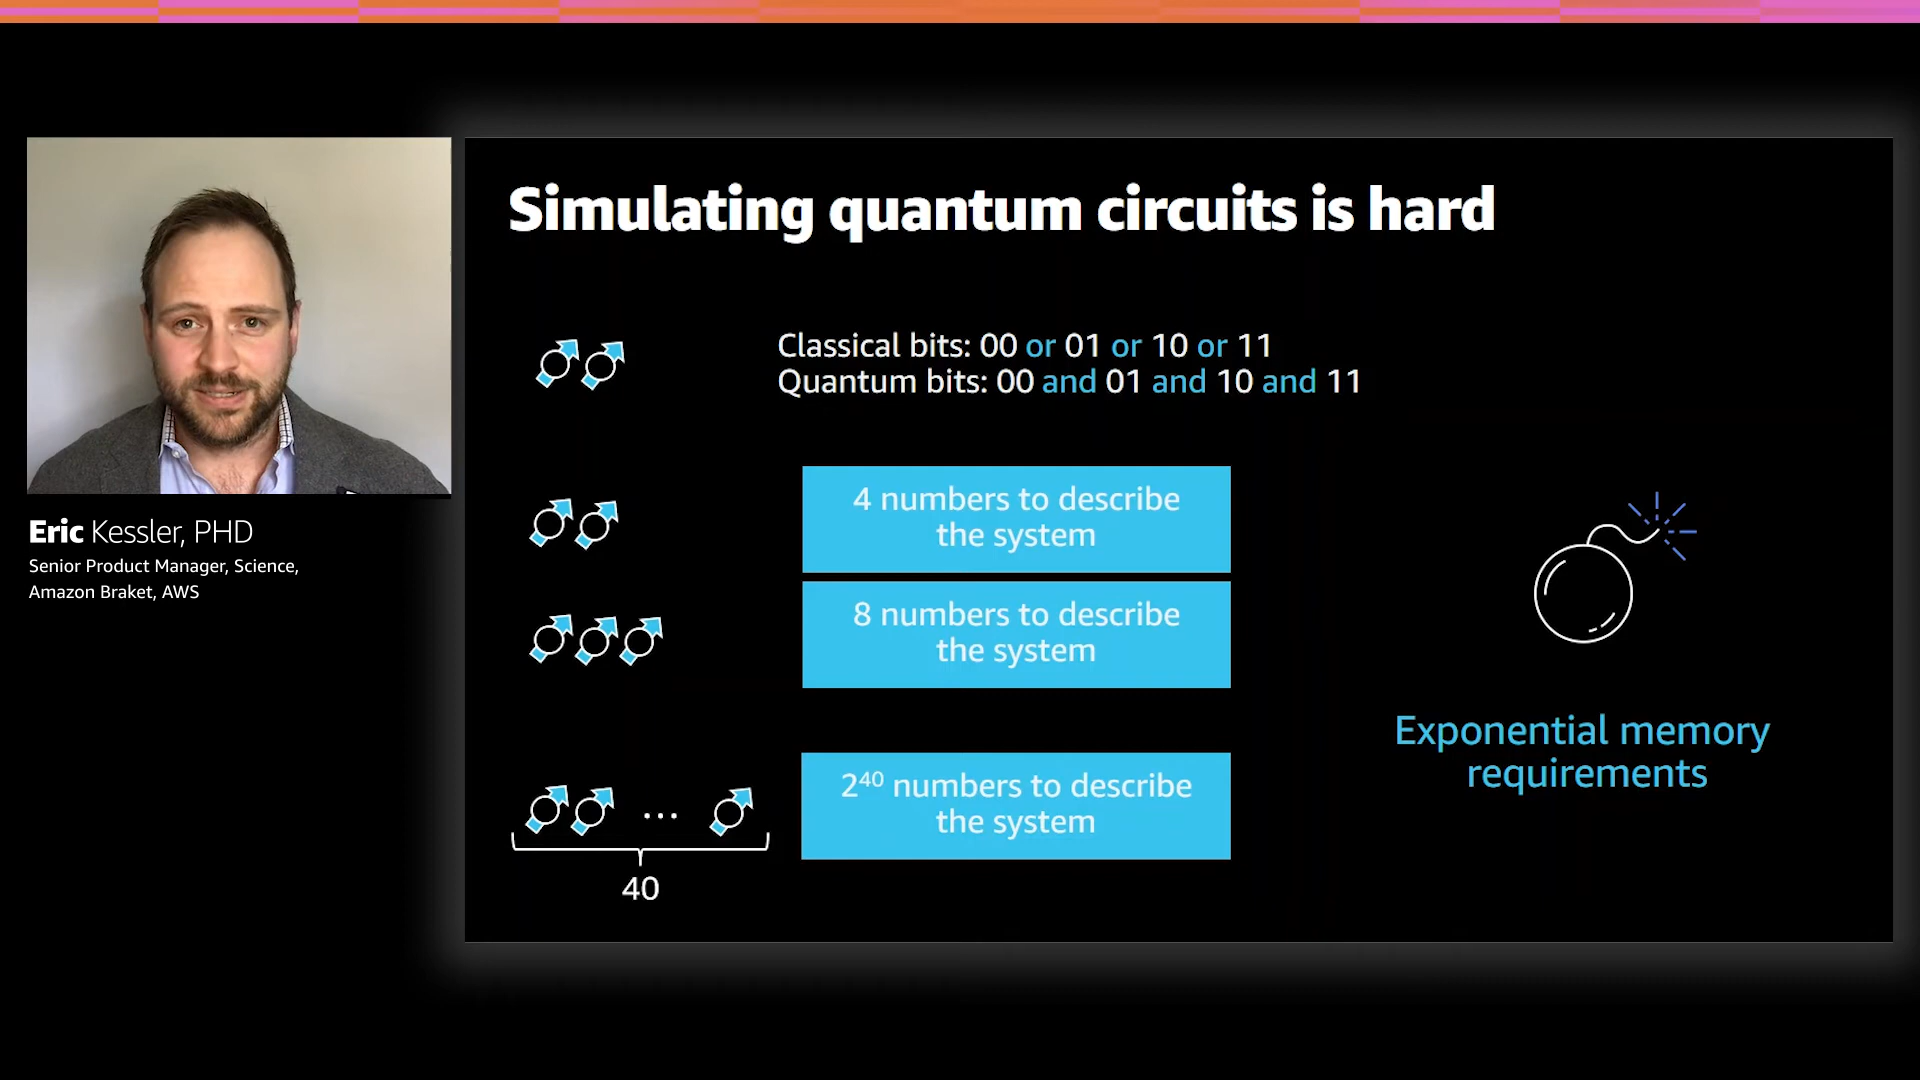 Simulating quantum circuits is hard
Classical bits: 00 or 01 or 10 or 11
Quantum bits: 00 and 01 and 10 and 11
4 numbers to describe
the system
8 numbers to describe
the system
2⁴⁰ numbers to describe
the system
...
40
Exponential memory
requirements
Eric Kessler, PHD
Senior Product Manager, Science,
Amazon Braket, AWS